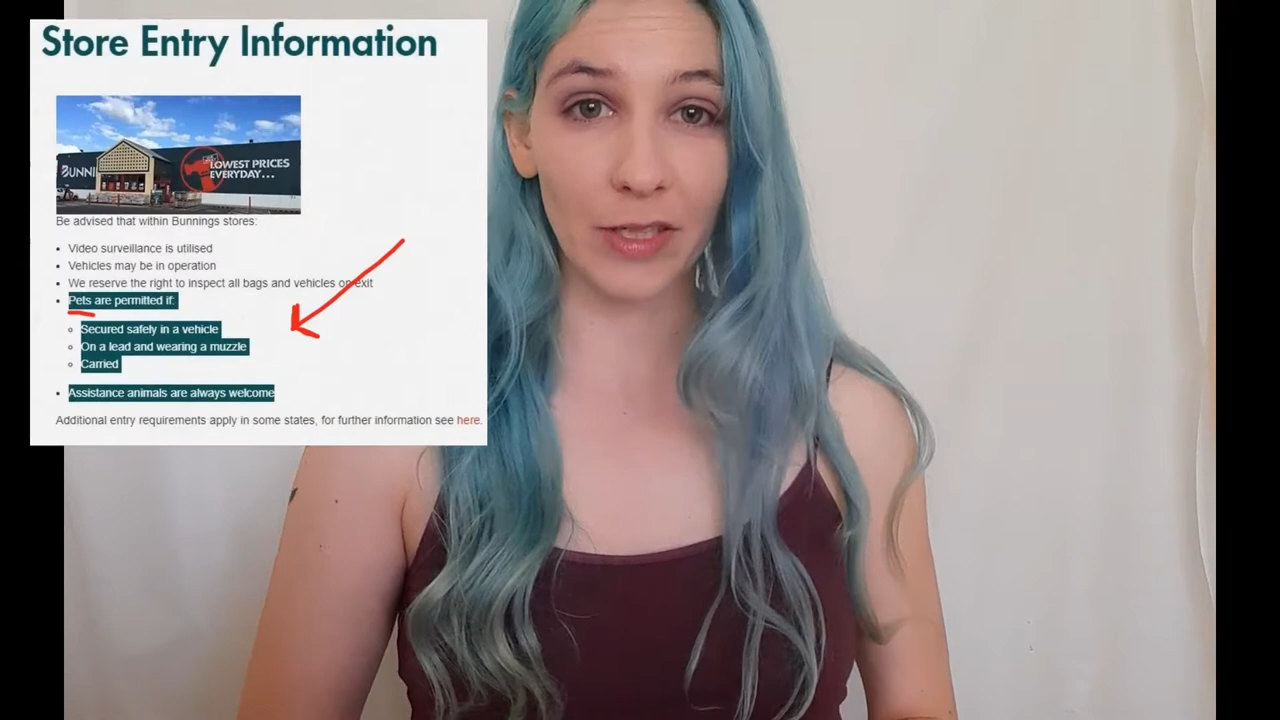 Store Entry Information
BUNNI
LOWEST PRICES
EVERYDAY...
Be advised that within Bunnings stores:
Video surveillance is utilised
Vehicles may be in operation
We reserve the right to inspect all bags and vehicles on exit
Pets are permitted if:
Secured safely in a vehicle
On a lead and wearing a muzzle
Carried
Assistance animals are always welcome
Additional entry requirements apply in some states, for further information see here.